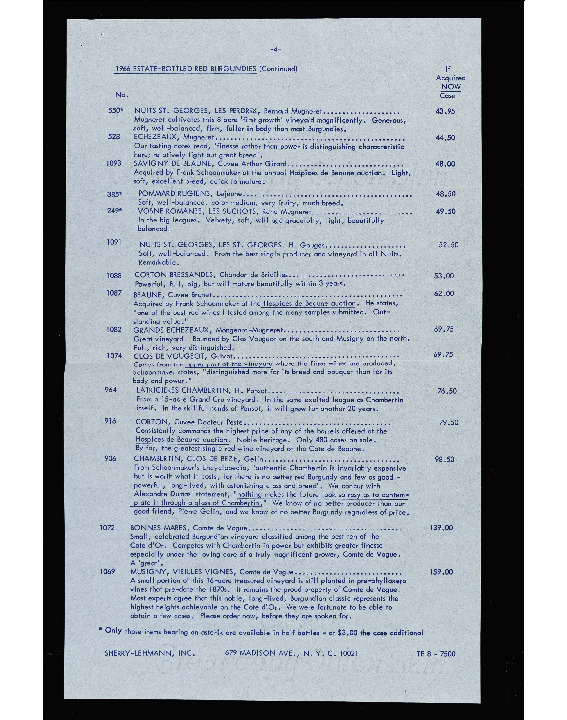 -4-
1966 ESTATE-BOTTLED RED BURGUNDIES (Continued)
If
Acquired
NOW
No.
Case
550* NUITS ST. GEORGES, LES PERDRIX, Bernard Mugneret.................... 43.95
Mugneret cultivates this 8 acre 'first growth' vineyard magnificently. Generous,
soft, well-balanced, firm, fuller in body than most Burgundies.
528 ECHEZEAUX, Mugneret.................... 44.50
Our tasting notes read, 'finesse rather than power is distinguishing characteristic
here; relatively light but great breed'.
1093 SAVIGNY DE BEAUNE, Cuvee Arthur Girard.................... 48.00
Acquired by Frank Schoonmaker at the annual Hospices de Beaune auction. Light,
soft, excellent breed, quick to mature.
385* POMMARD RUGIENS, Lejeune.................... 48.50
Soft, well-balanced, solar medium, very fruity, much breed.
249* VOSNE ROMANEE, LES SUCHOTS, Rene Mugneret.................... 49.50
In the big leagues. Velvety, soft, will age gracefully, light, beautifully
balanced
1091 NUITS ST. GEORGES, LES ST. GEORGES, H. Gouges.................... 52.50
Soft, well-balanced. From the best single producer and vineyard in all Nuits.
Remarkable.
1088 CORTON BRESSANDES, Chandon de Briailles.................... 53.00
Powerful, full, big, but will mature beautifully within 3 years.
1087 BEAUNE, Cuvee Brunet.................... 62.00
Acquired by Frank Schoonmaker at the Hospices de Beaune auction. He states,
"one of the best red wines I tasted among the many samples submitted. Out-
standing value."
1082 GRANDS ECHEZEAUX, Mongeard-Mugneret.................... 69.75
Great vineyard. Bounded by Clos Vougeot on the south and Musigny on the north.
Full, rich, very distinguished.
1074 CLOS DE VOUGEOT, Grivot.................... 69.75
Comes from the upper part of the vineyard where the finer wines are produced.
Schoonmaker states, "distinguished more for its breed and bouquet than for its
body and power."
964 LATRICIERES CHAMBERTIN, H. Ponsot.................... 76.50
From a 16-acre Grand Cru vineyard. In the same exalted league as Chambertin
itself. In the skillful hands of Ponsot, it will grow for another 20 years.
916 CORTON, Cuvee Docteur Peste.................... 79.50
Consistently commands the highest price of any of the barrels offered at the
Hospices de Beaune auction. Noble heritage. Only 480 cases on sale.
By far, the greatest single red wine vineyard on the Cote de Beaune.
906 CHAMBERTIN, CLOS DE BEZE, Gelin.................... 98.50
From Schoonmaker's Encyclopedia, 'authentic Chambertin is invariably expensive
but is worth what it costs, for there is no better red Burgundy and few as good -
powerful, long-lived, with astonishing class and breed'. We concur with
Alexandre Dumas' statement, "nothing makes the future look so rosy as to contem-
plate it through a glass of Chambertin." We know of no better producer than our
good friend, Pierre Gelin, and we know of no better Burgundy regardless of price.
1072 BONNES MARES, Comte de Vogue.................... 139.00
Small, celebrated Burgundian vineyard classified among the best ten of the
Cote d'Or. Competes with Chambertin in power but exhibits greater finesse
especially under the loving care of a truly magnificent grower, Comte de Vogue.
A 'great'.
1069 MUSIGNY, VIEILLES VIGNES, Comte de Vogue.................... 159.00
A small portion of this 16-acre treasured vineyard is still planted in pre-phylloxera
vines that pre-date the 1870s. It remains the proud property of Comte de Vogue.
Most experts agree that this noble, long-lived, Burgundian classic represents the
highest heights achievable on the Cote d'Or. We were fortunate to be able to
obtain a few cases. Please order now, before they are spoken for.
* Only those items bearing an asterisk are available in half bottles - at $3.00 the case additional
SHERRY-LEHMANN, INC. 679 MADISON AVE., N. Y. C. 10021 TE 8 - 7500